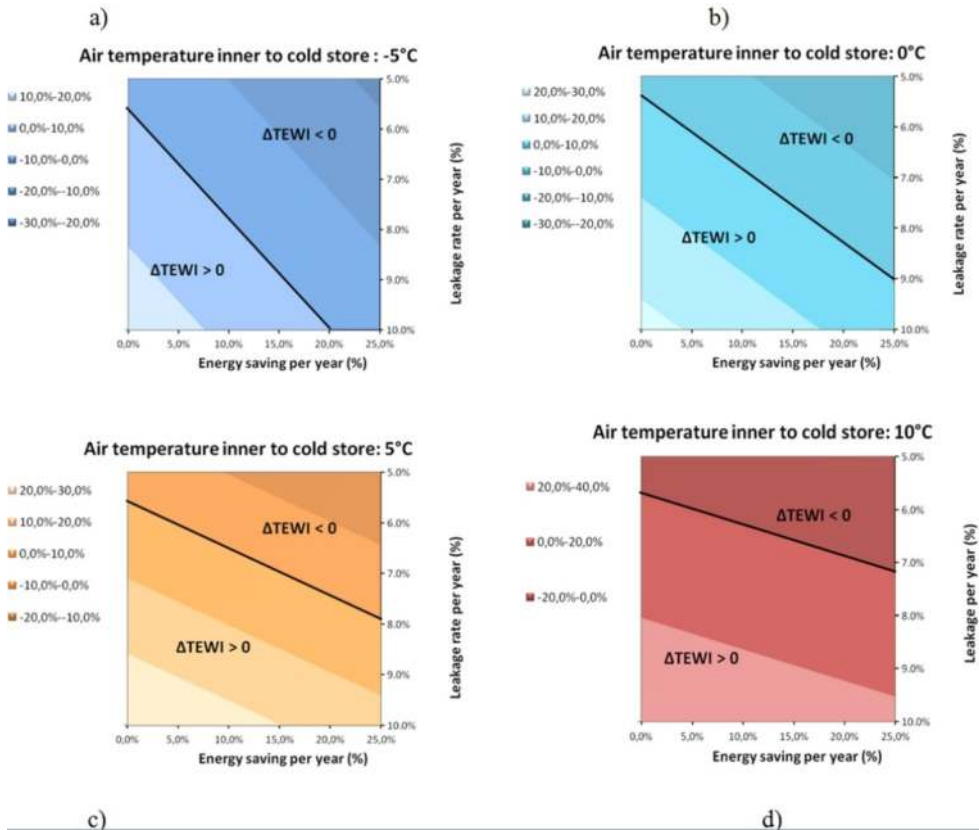 a)
b)
Air temperature inner to cold store : -5°C
10,0%-20,0%
0,0%-10,0%
-10,0%-0,0%
-20,0%--10,0%
-30,0%--20,0%
ΔTEWI < 0
ΔTEWI > 0
5.0%
6.0%
7.0%
8.0%
9.0%
10.0%
Leakage rate per year (%)
0,0%
5,0%
10,0%
15,0%
20,0%
25,0%
Energy saving per year (%)
Air temperature inner to cold store: 0°C
20,0%-30,0%
10,0%-20,0%
0,0%-10,0%
-10,0%-0,0%
-20,0%--10,0%
-30,0%--20,0%
ΔTEWI < 0
ΔTEWI > 0
5.0%
6.0%
7.0%
8.0%
9.0%
10.0%
Leakage rate per year (%)
0,0%
5,0%
10,0%
15,0%
20,0%
25,0%
Energy saving per year (%)
Air temperature inner to cold store: 5°C
20,0%-30,0%
10,0%-20,0%
0,0%-10,0%
-10,0%-0,0%
-20,0%--10,0%
ΔTEWI < 0
ΔTEWI > 0
5.0%
6.0%
7.0%
8.0%
9.0%
10.0%
Leakage rate per year (%)
0,0%
5,0%
10,0%
15,0%
20,0%
25,0%
Energy saving per year (%)
Air temperature inner to cold store: 10°C
20,0%-40,0%
0,0%-20,0%
-20,0%-0,0%
ΔTEWI < 0
ΔTEWI > 0
5.0%
6.0%
7.0%
8.0%
9.0%
10.0%
Leakage rate per year (%)
0,0%
5,0%
10,0%
15,0%
20,0%
25,0%
Energy saving per year (%)
c)
d)